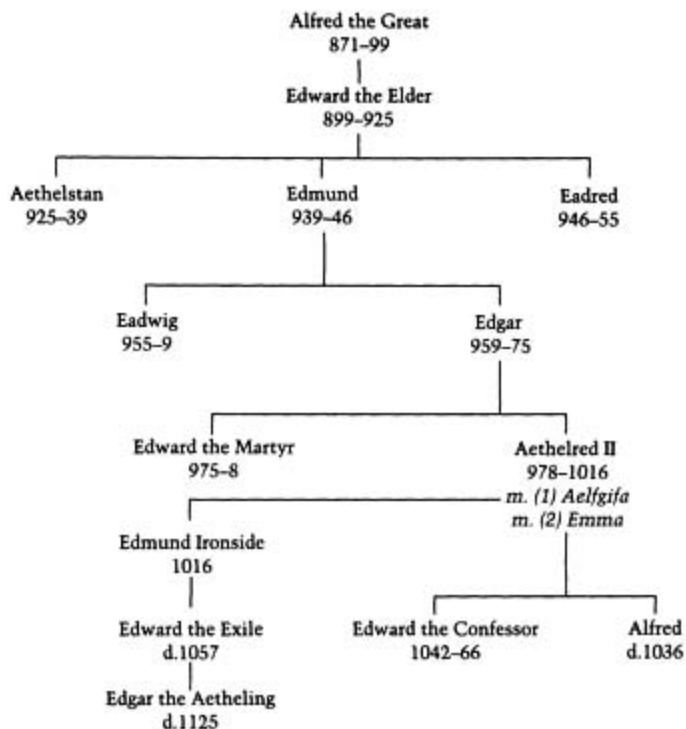 Alfred the Great
871–99
Edward the Elder
899–925
Aethelstan
925–39
Edmund
939–46
Eadred
946–55
Eadwig
955–9
Edgar
959–75
Edward the Martyr
975–8
Aethelred II
978–1016
m. (1) Aelfgifa
m. (2) Emma
Edmund Ironside
1016
Edward the Exile
d.1057
Edgar the Aetheling
d.1125
Edward the Confessor
1042–66
Alfred
d.1036